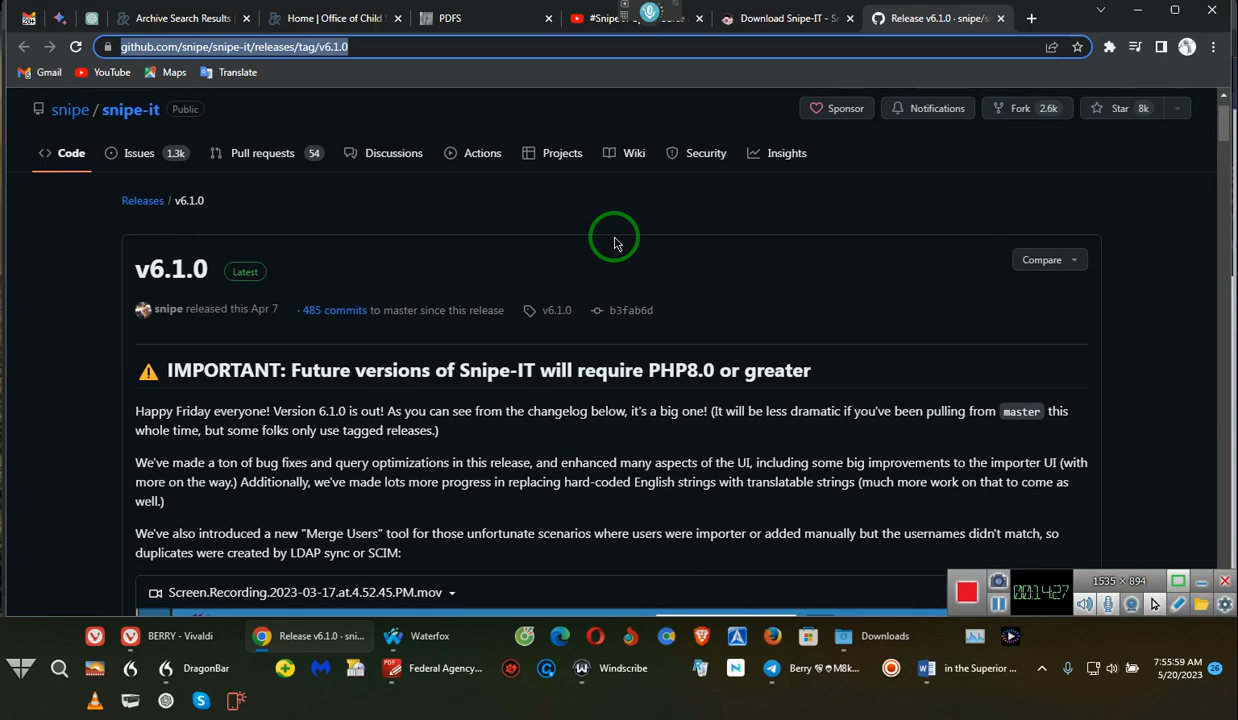 Archive Search Results
Home | Office of Child
PDFS
Download Snipe-IT - Sn
Release v6.1.0 · snipe/s
github.com/snipe/snipe-it/releases/tag/v6.1.0
Gmail YouTube Maps Translate
snipe / snipe-it Public
Sponsor Notifications Fork 2.6k Star 8k
Code Issues 1.3k Pull requests 54 Discussions Actions Projects Wiki Security Insights
Releases / v6.1.0
v6.1.0 Latest
Compare
snipe released this Apr 7 · 485 commits to master since this release v6.1.0 b3fab6d
IMPORTANT: Future versions of Snipe-IT will require PHP8.0 or greater
Happy Friday everyone! Version 6.1.0 is out! As you can see from the changelog below, it's a big one! (It will be less dramatic if you've been pulling from master this
whole time, but some folks only use tagged releases.)
We've made a ton of bug fixes and query optimizations in this release, and enhanced many aspects of the UI, including some big improvements to the importer UI (with
more on the way.) Additionally, we've made lots more progress in replacing hard-coded English strings with translatable strings (much more work on that to come as
well.)
We've also introduced a new "Merge Users" tool for those unfortunate scenarios where users were importer or added manually but the usernames didn't match, so
duplicates were created by LDAP sync or SCIM:
Screen.Recording.2023-03-17.at.4.52.45.PM.mov
00:14:27
1535 × 894
BERRY - Vivaldi Release v6.1.0 · sni... Waterfox Downloads
DragonBar Federal Agency... Windscribe Berry M8k... in the Superior ... 7:55:59 AM
5/20/2023 26